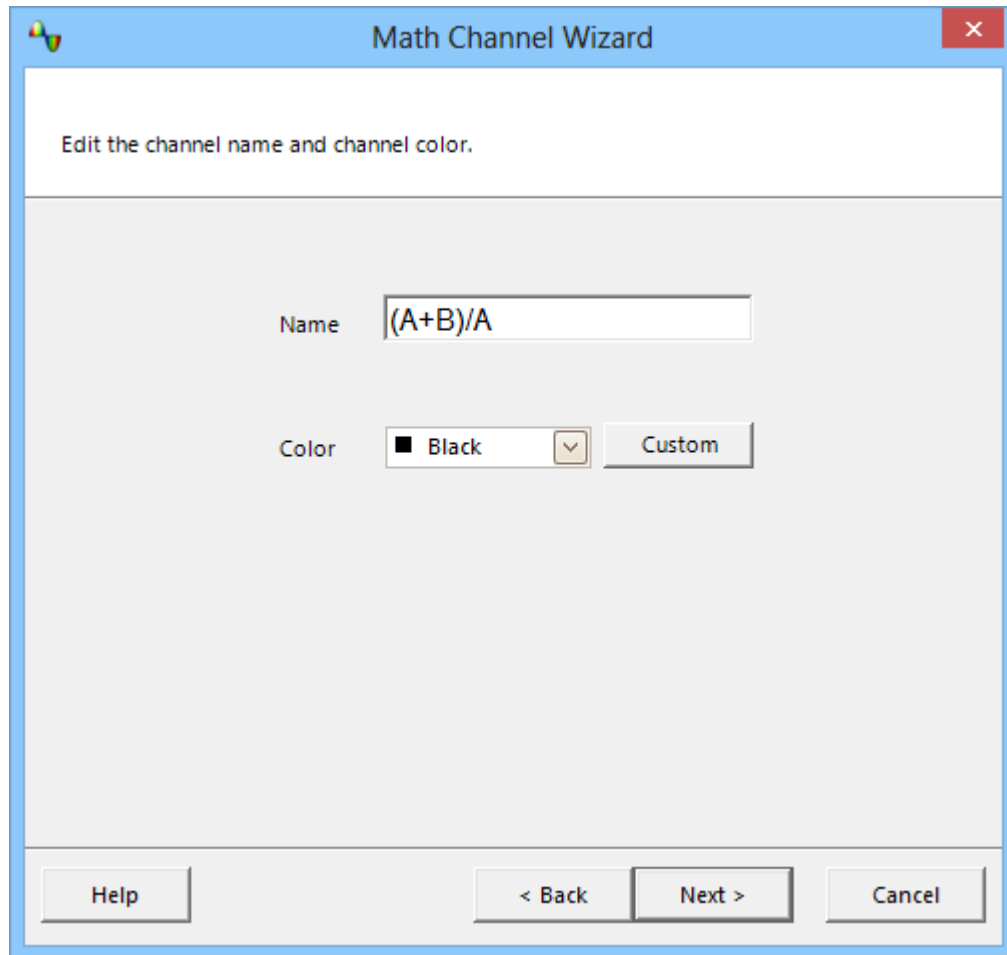 Math Channel Wizard
Edit the channel name and channel color.
Name (A+B)/A
Color Black Custom
Help < Back Next > Cancel